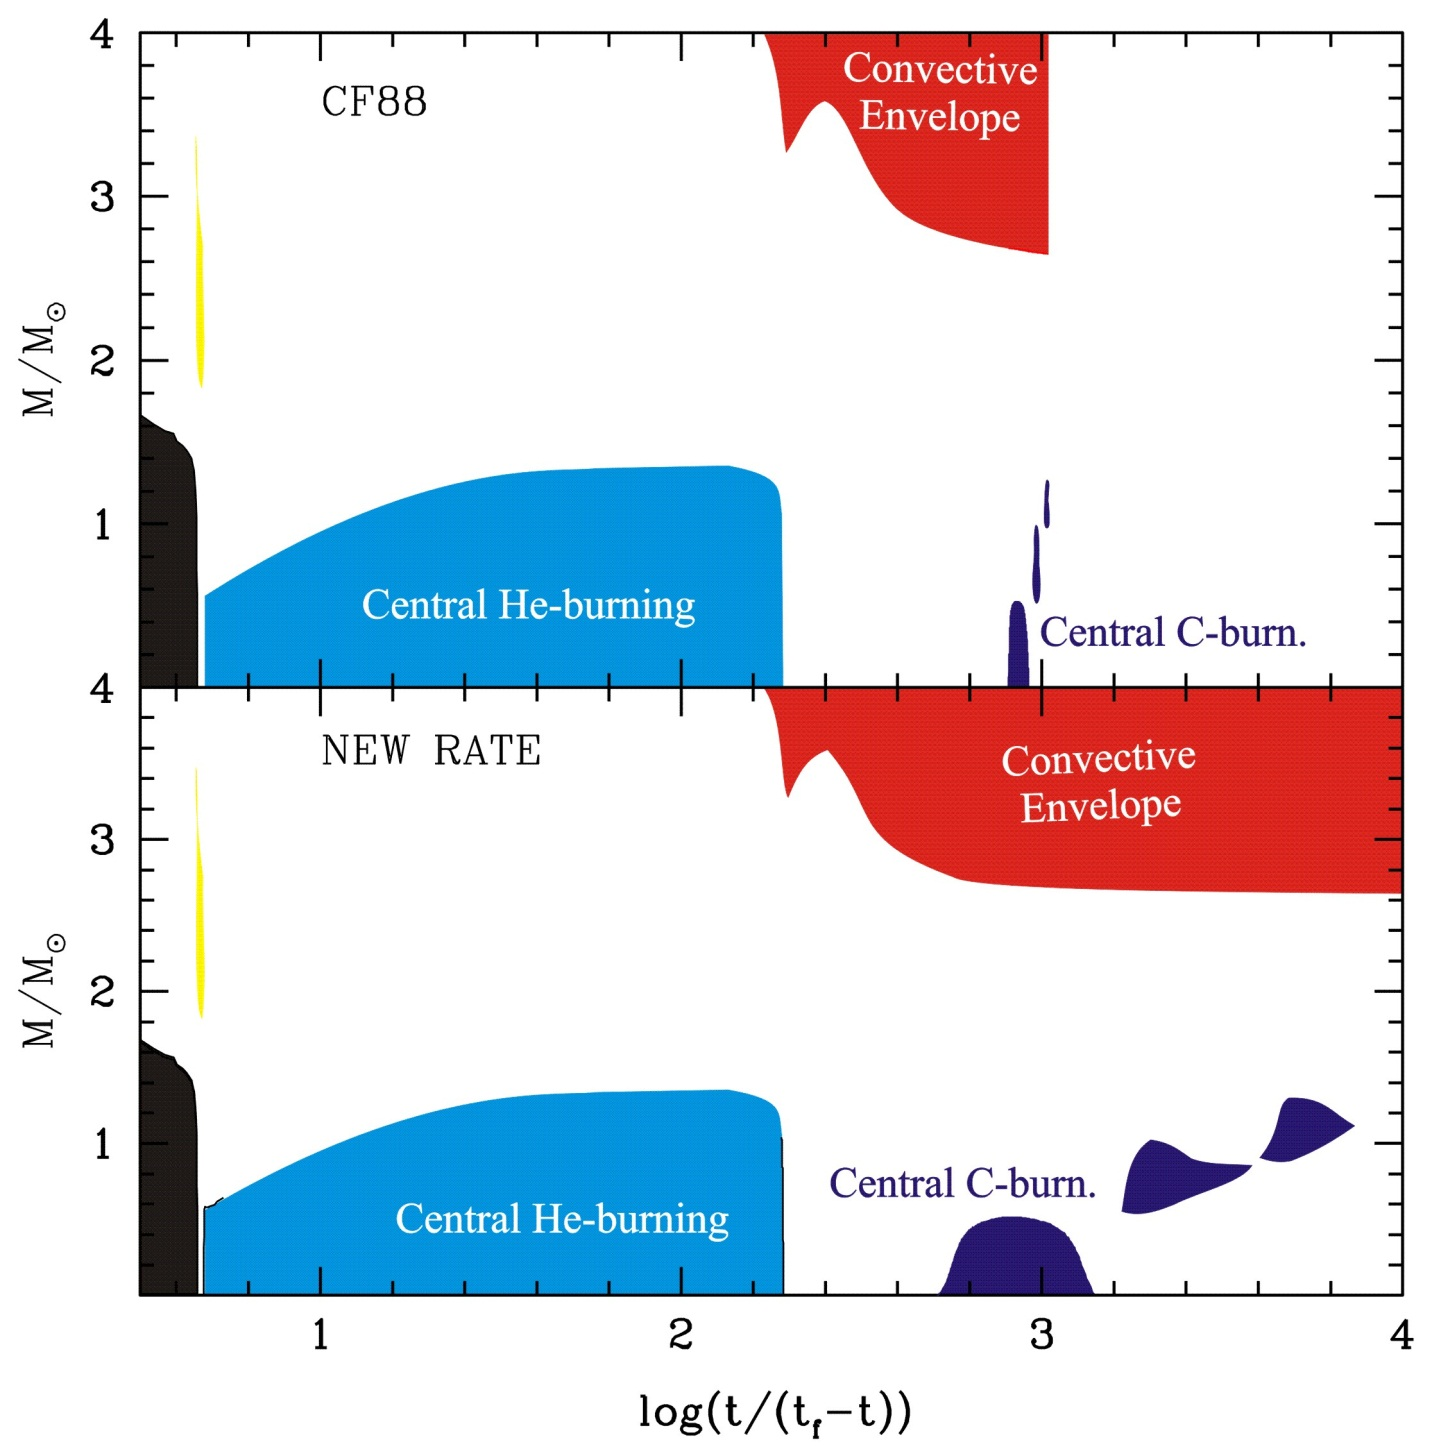 4
CF88
Convective
Envelope
3
M/M☉
2
1
Central He-burning
Central C-burn.
4
NEW RATE
Convective
Envelope
3
M/M☉
2
1
Central C-burn.
Central He-burning
1 2 3 4
log(t/(t_f−t))